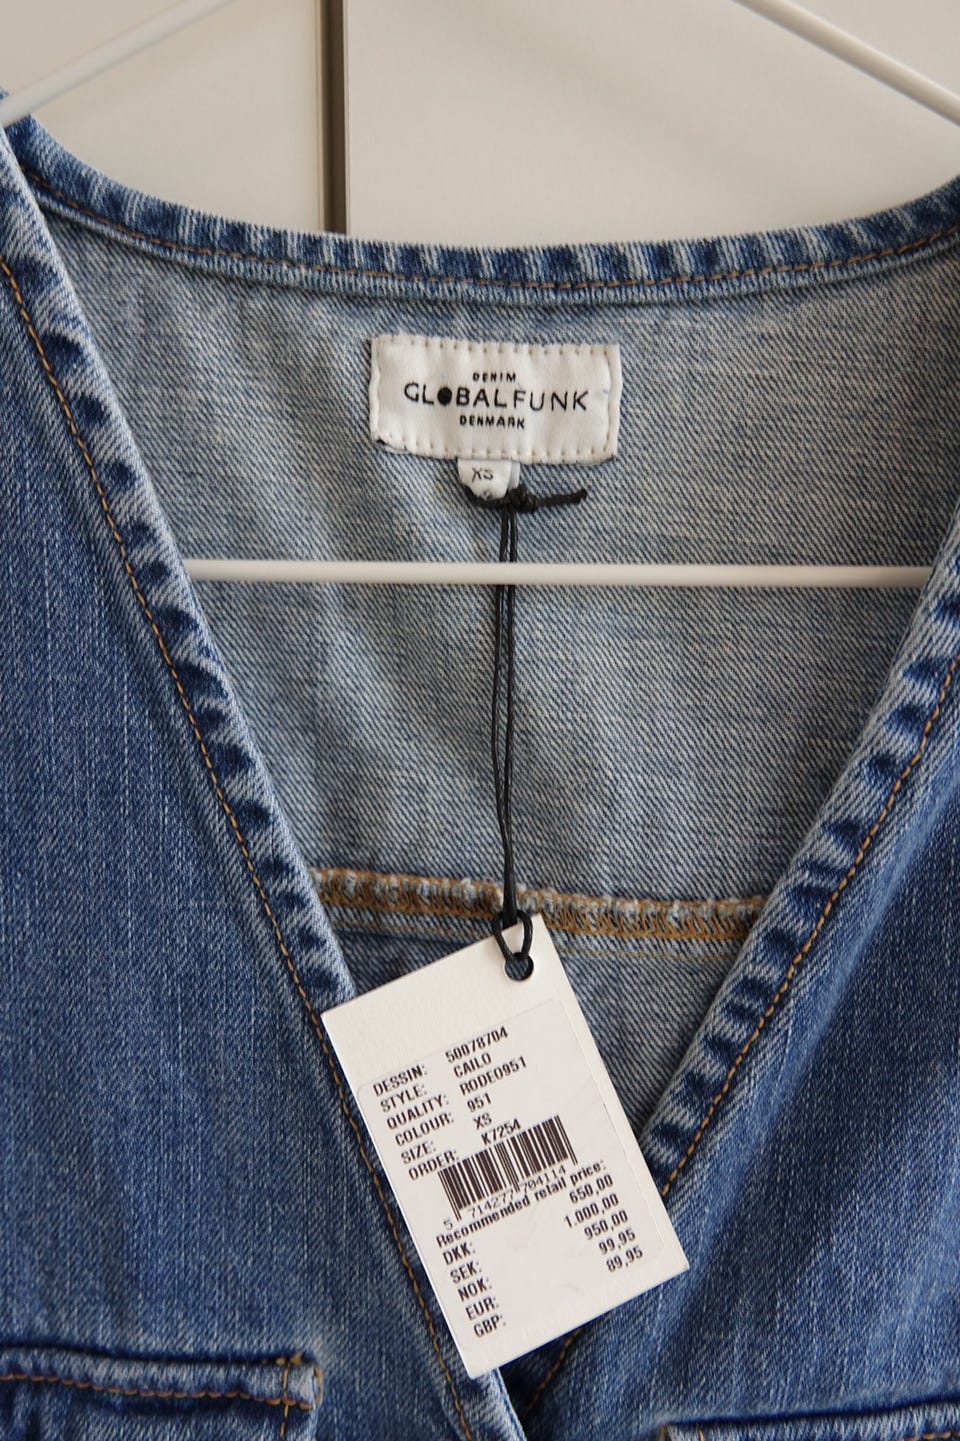 DENIM
GLOBALFUNK
DENMARK
XS
DESSIN: 50078704
STYLE: CAILO
QUALITY: RODEO951
COLOUR: 951
SIZE: XS
ORDER: K7254
5 714277 704114
Recommended retail price:
DKK: 650,00
SEK: 1.000,00
NOK: 950,00
EUR: 99,95
GBP: 89,95